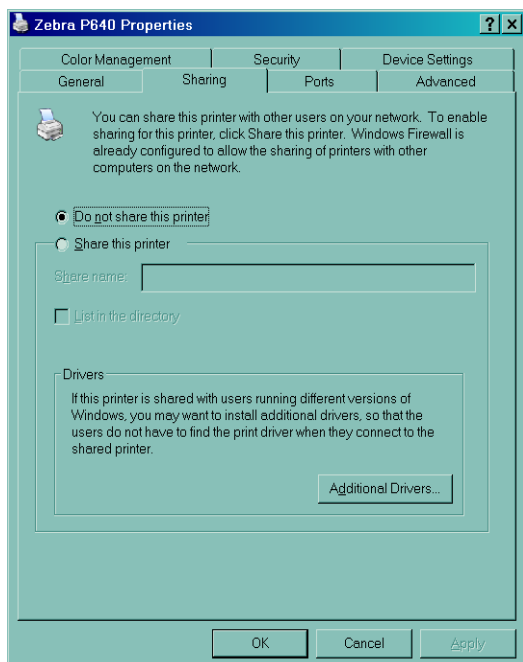 Zebra P640 Properties
Color Management Security Device Settings
General Sharing Ports Advanced
You can share this printer with other users on your network. To enable
sharing for this printer, click Share this printer. Windows Firewall is
already configured to allow the sharing of printers with other
computers on the network.
Do not share this printer
Share this printer
Share name:
List in the directory
Drivers
If this printer is shared with users running different versions of
Windows, you may want to install additional drivers, so that the
users do not have to find the print driver when they connect to the
shared printer.
Additional Drivers...
OK Cancel Apply